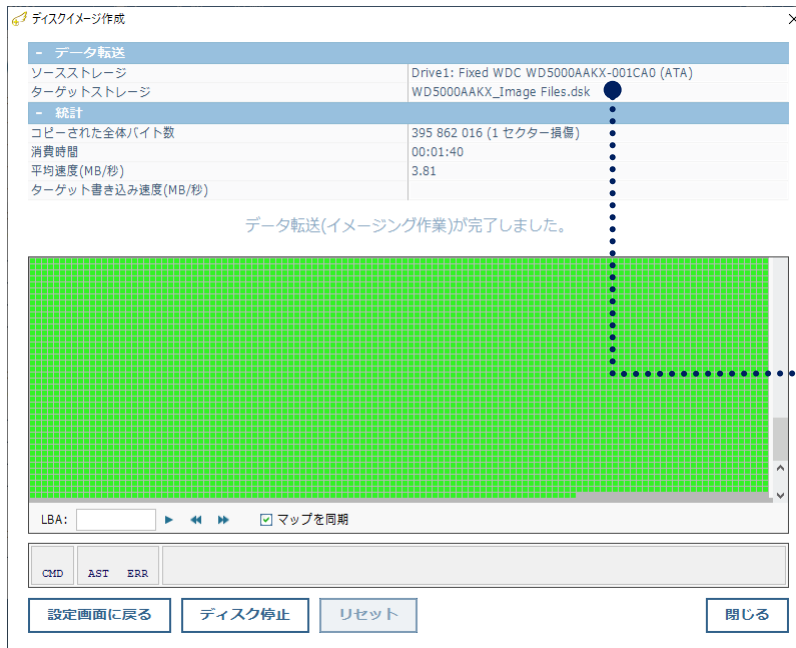 ディスクイメージ作成
− データ転送
ソースストレージ Drive1: Fixed WDC WD5000AAKX-001CA0 (ATA)
ターゲットストレージ WD5000AAKX_Image Files.dsk
− 統計
コピーされた全体バイト数 395 862 016 (1 セクター損傷)
消費時間 00:01:40
平均速度(MB/秒) 3.81
ターゲット書き込み速度(MB/秒)
データ転送(イメージング作業)が完了しました。
LBA: マップを同期
CMD AST ERR
設定画面に戻る ディスク停止 リセット 閉じる